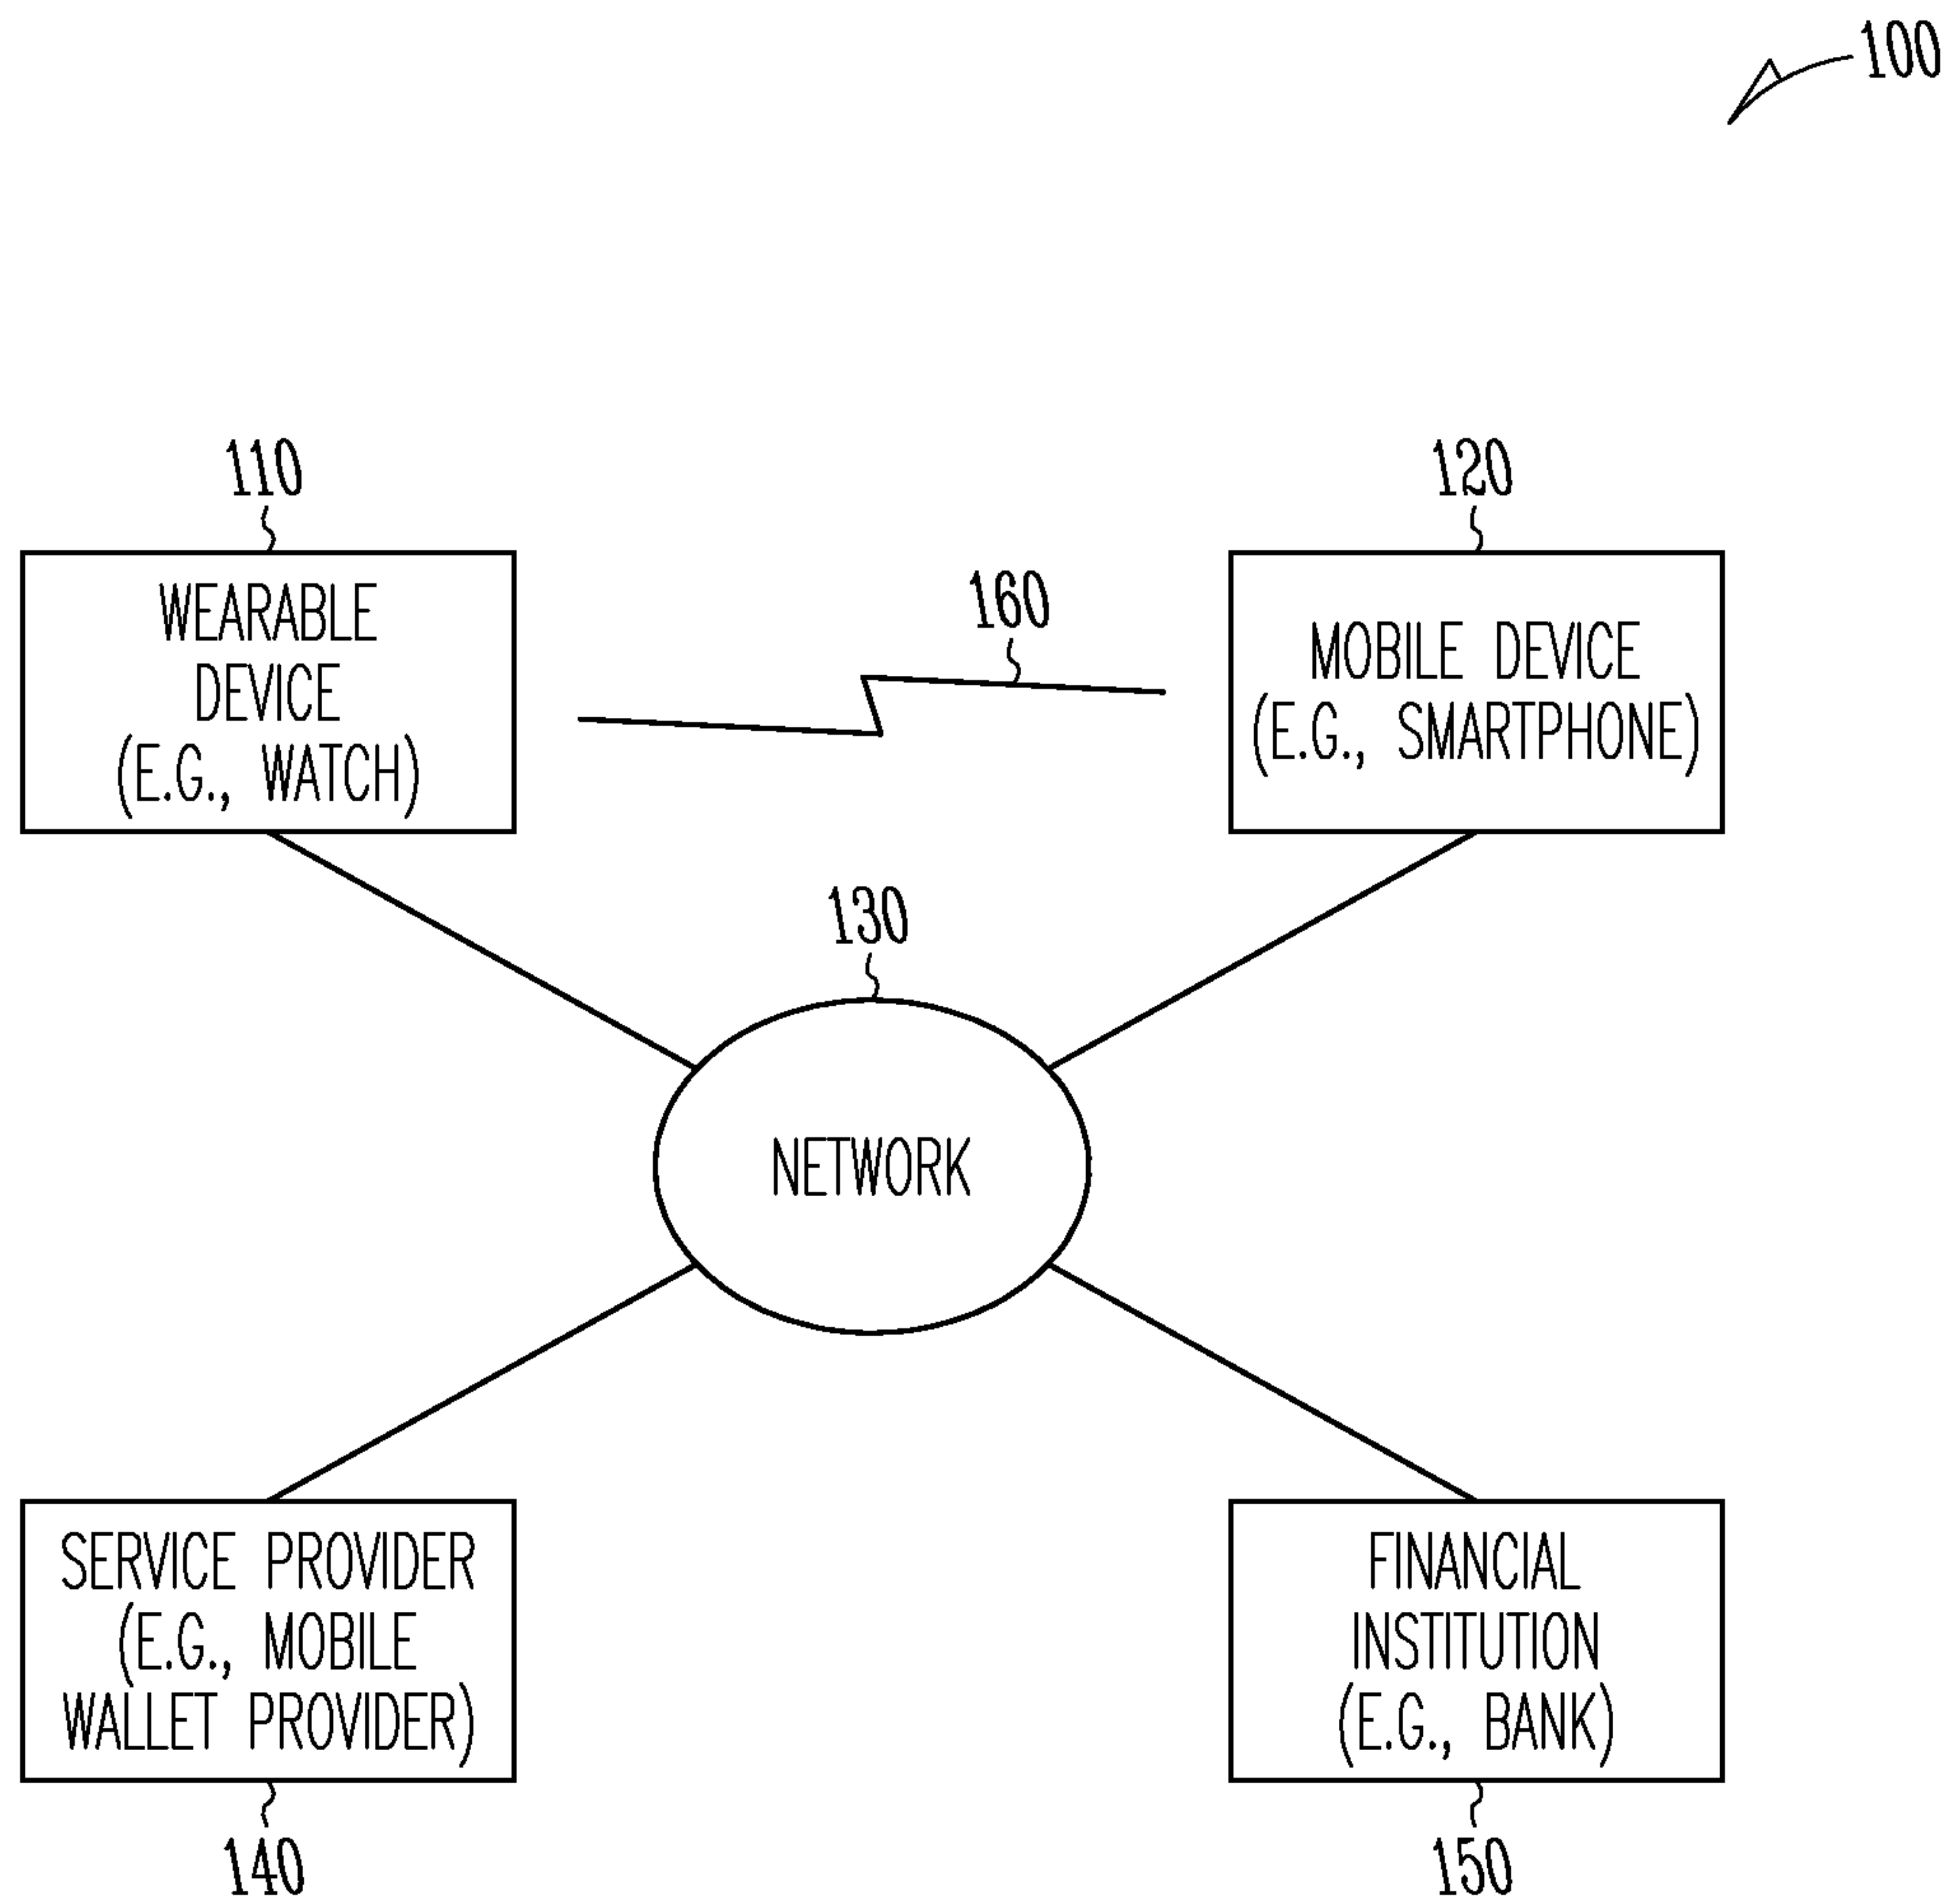 100
110
120
WEARABLE
DEVICE
(E.G., WATCH)
160
MOBILE DEVICE
(E.G., SMARTPHONE)
130
NETWORK
SERVICE PROVIDER
(E.G., MOBILE
WALLET PROVIDER)
FINANCIAL
INSTITUTION
(E.G., BANK)
140
150